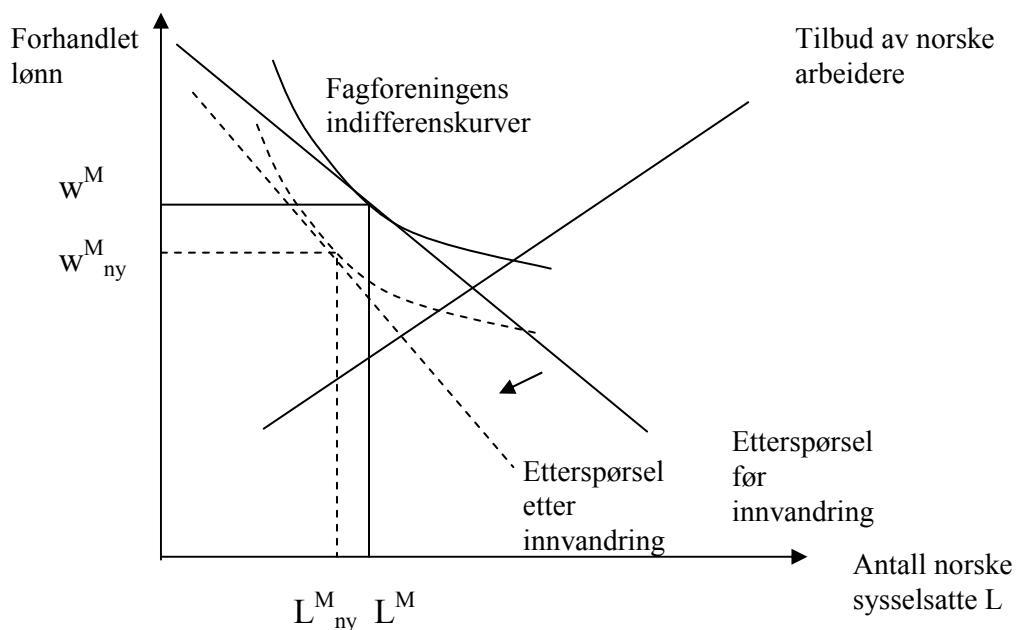 Forhandlet
lønn
Tilbud av norske
arbeidere
Fagforeningens
indifferenskurver
w^M
w^M_ny
Etterspørsel
før
innvandring
Etterspørsel
etter
innvandring
Antall norske
sysselsatte L
L^M_ny L^M